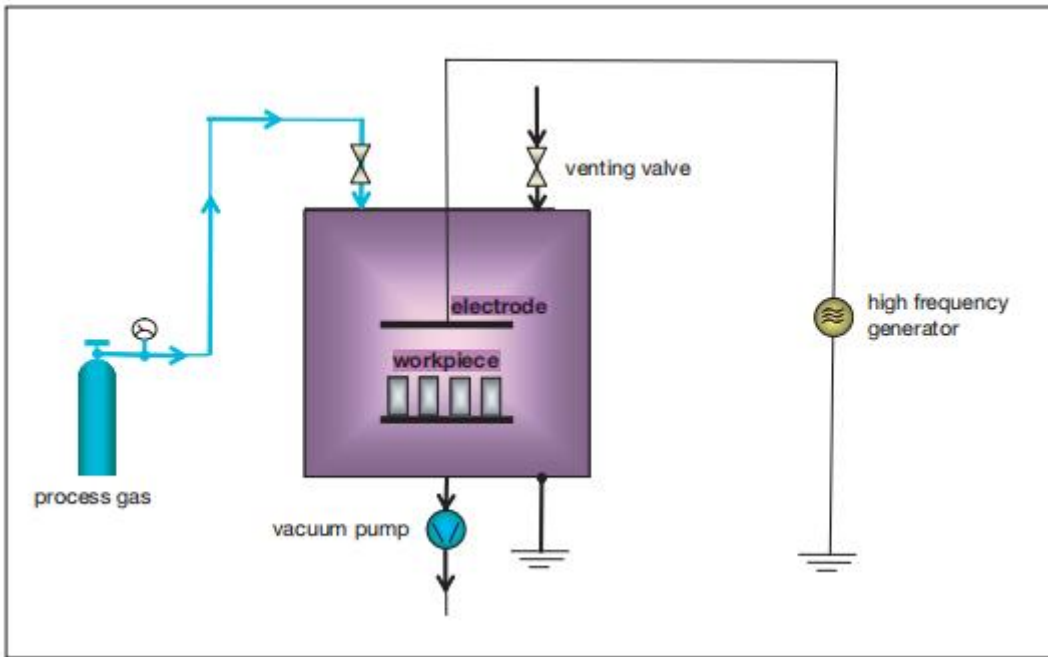 venting valve
electrode
high frequency
generator
workpiece
process gas
vacuum pump